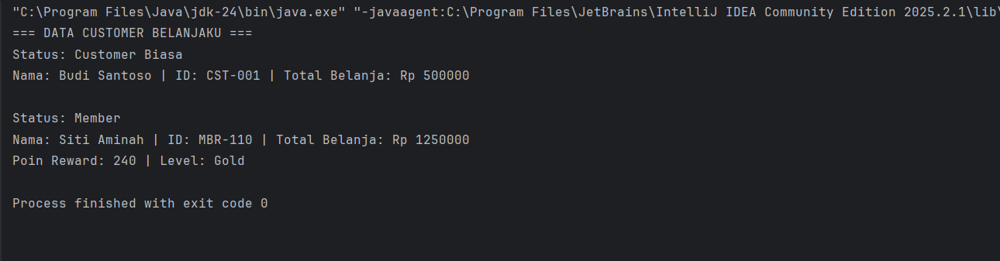 "C:\Program Files\Java\jdk-24\bin\java.exe" "-javaagent:C:\Program Files\JetBrains\IntelliJ IDEA Community Edition 2025.2.1\lib\
=== DATA CUSTOMER BELANJAKU ===
Status: Customer Biasa
Nama: Budi Santoso | ID: CST-001 | Total Belanja: Rp 500000
Status: Member
Nama: Siti Aminah | ID: MBR-110 | Total Belanja: Rp 1250000
Poin Reward: 240 | Level: Gold
Process finished with exit code 0